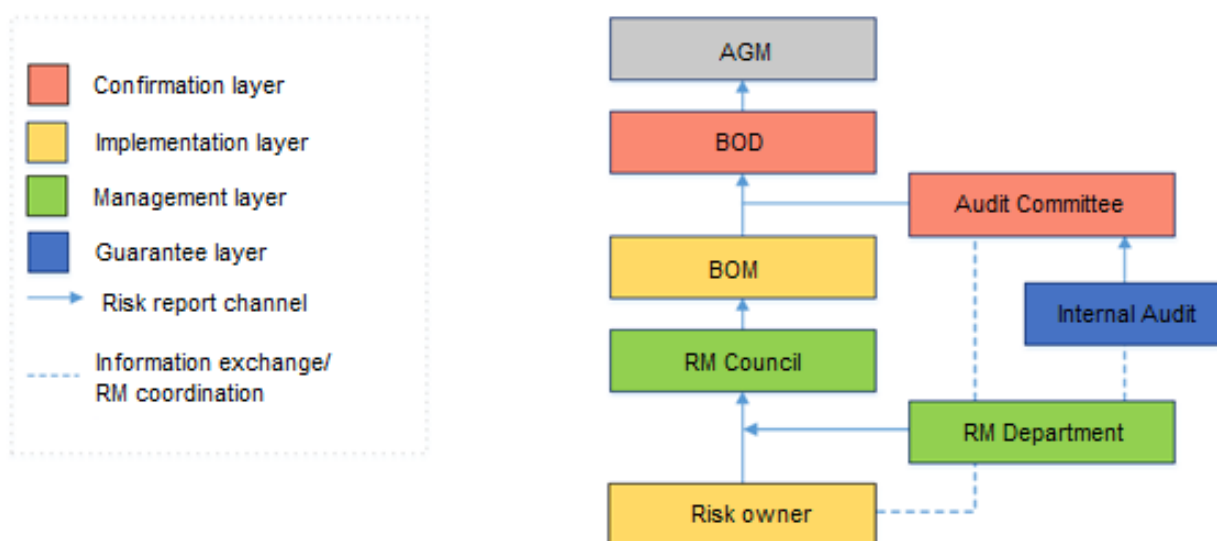 Confirmation layer
Implementation layer
Management layer
Guarantee layer
Risk report channel
Information exchange/
RM coordination
AGM
BOD
Audit Committee
BOM
Internal Audit
RM Council
RM Department
Risk owner